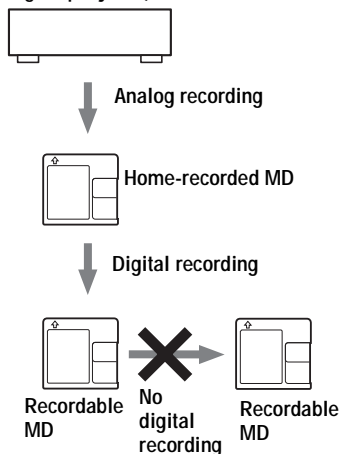 Analog recording
Home-recorded MD
Digital recording
Recordable
MD
No
digital
recording
Recordable
MD